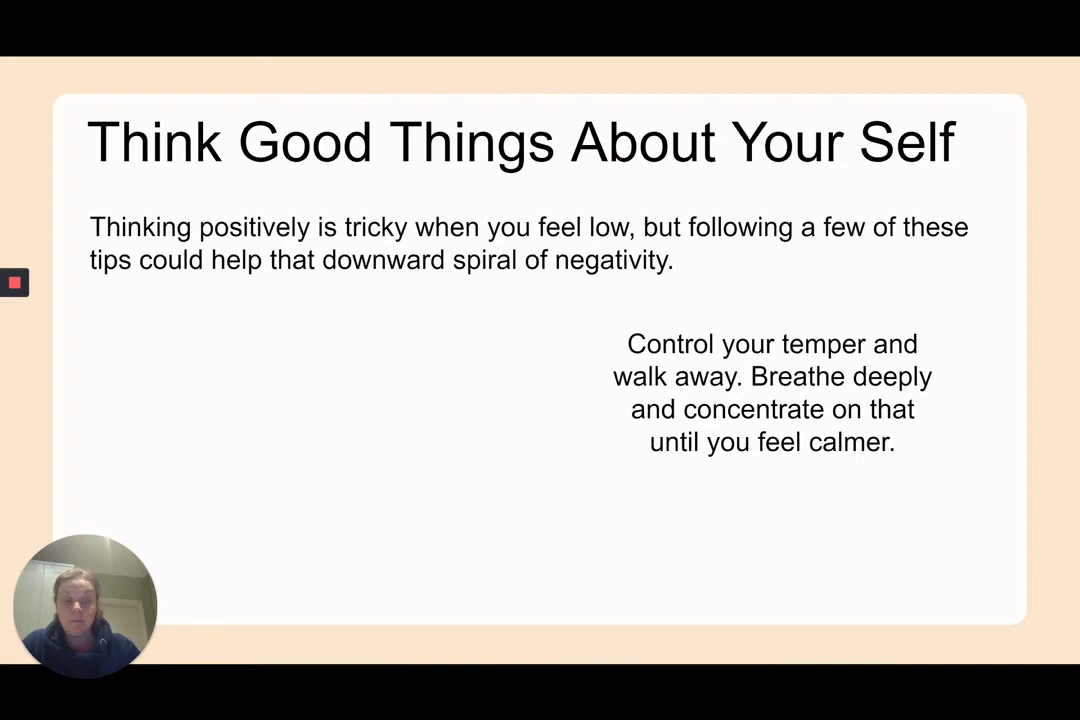 Think Good Things About Your Self
Thinking positively is tricky when you feel low, but following a few of these
tips could help that downward spiral of negativity.
Control your temper and
walk away. Breathe deeply
and concentrate on that
until you feel calmer.